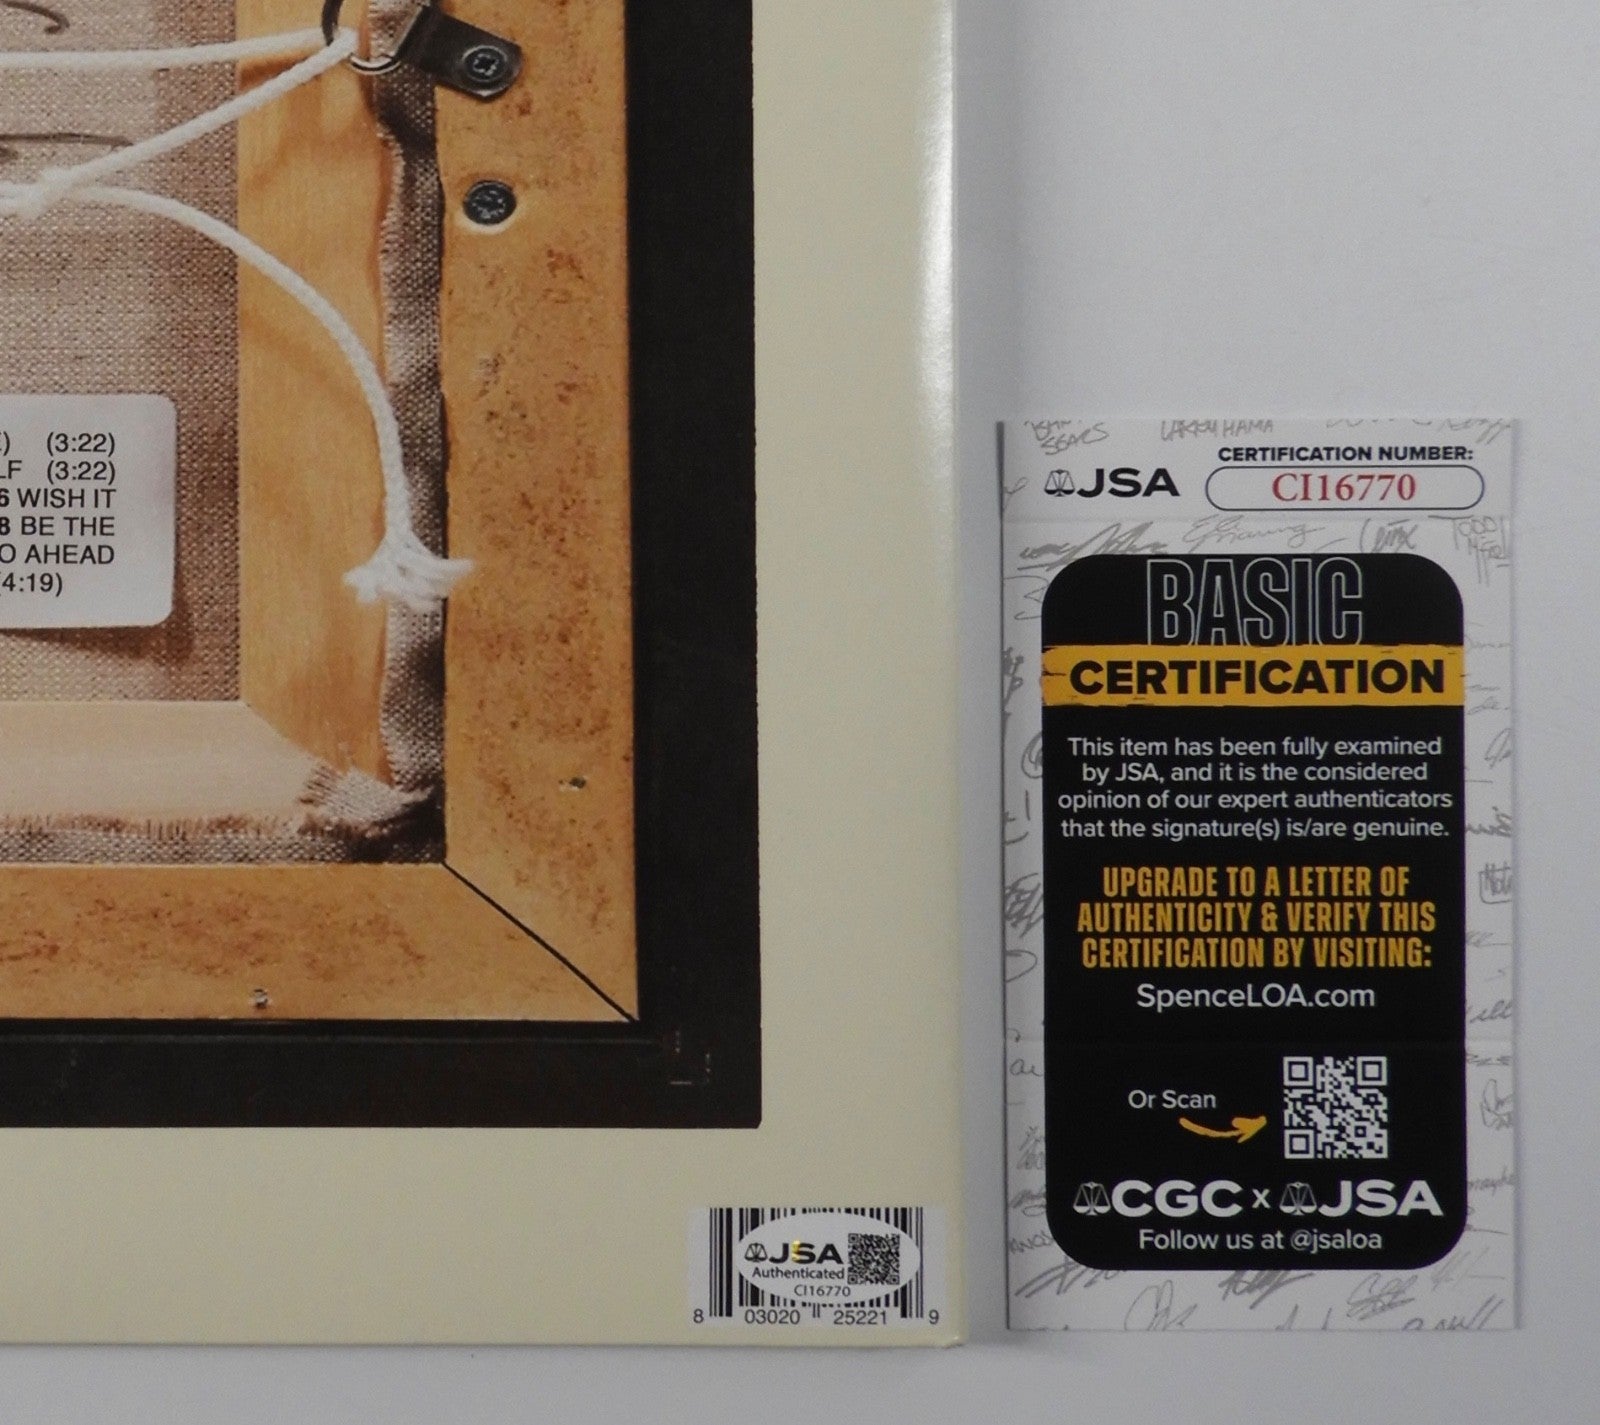 ) (3:22)
LF (3:22)
6 WISH IT
8 BE THE
O AHEAD
(4:19)
JSA
CERTIFICATION NUMBER:
CI16770
BASIC
CERTIFICATION
This item has been fully examined
by JSA, and it is the considered
opinion of our expert authenticators
that the signature(s) is/are genuine.
UPGRADE TO A LETTER OF
AUTHENTICITY & VERIFY THIS
CERTIFICATION BY VISITING:
SpenceLOA.com
Or Scan
CGC x JSA
Follow us at @jsaloa
JSA
Authenticated
CI16770
8 03020 25221 9